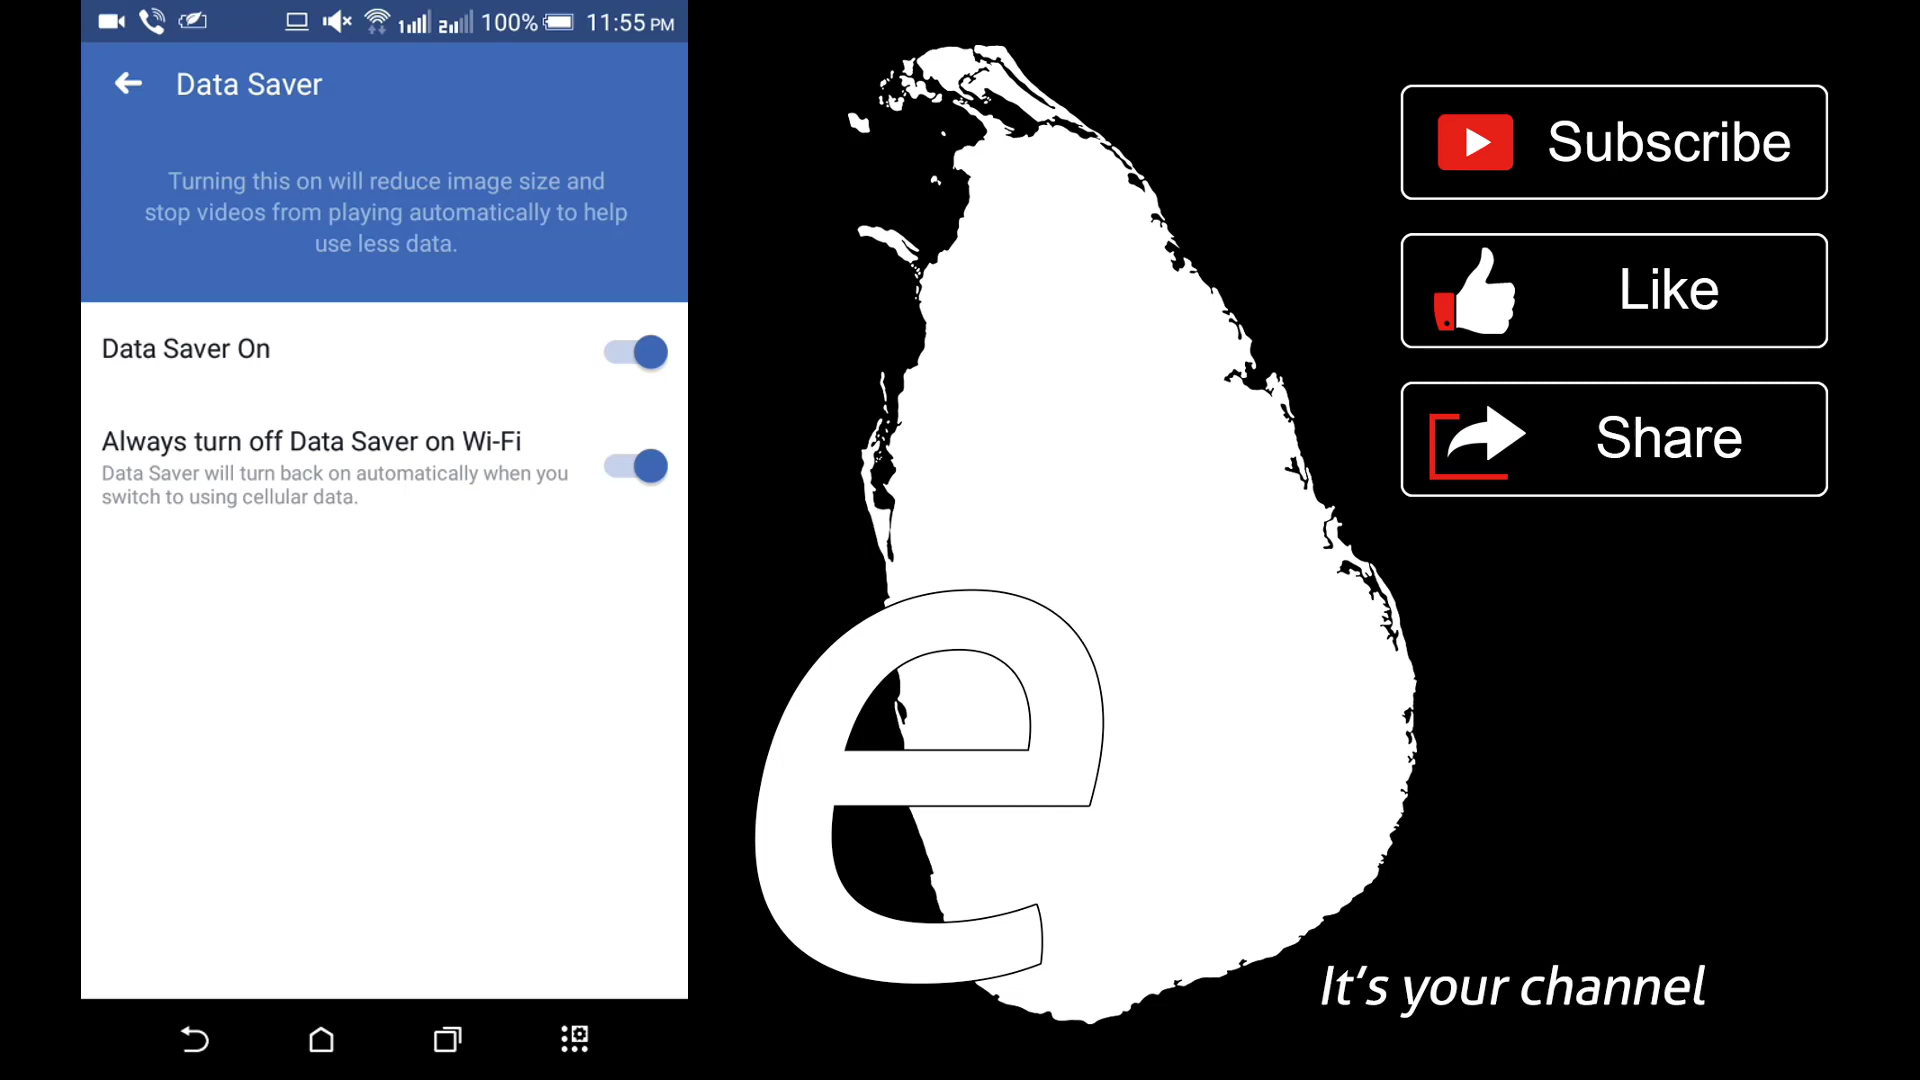 100% 11:55 PM
Data Saver
Turning this on will reduce image size and
stop videos from playing automatically to help
use less data.
Data Saver On
Always turn off Data Saver on Wi-Fi
Data Saver will turn back on automatically when you
switch to using cellular data.
e
Subscribe
Like
Share
It's your channel